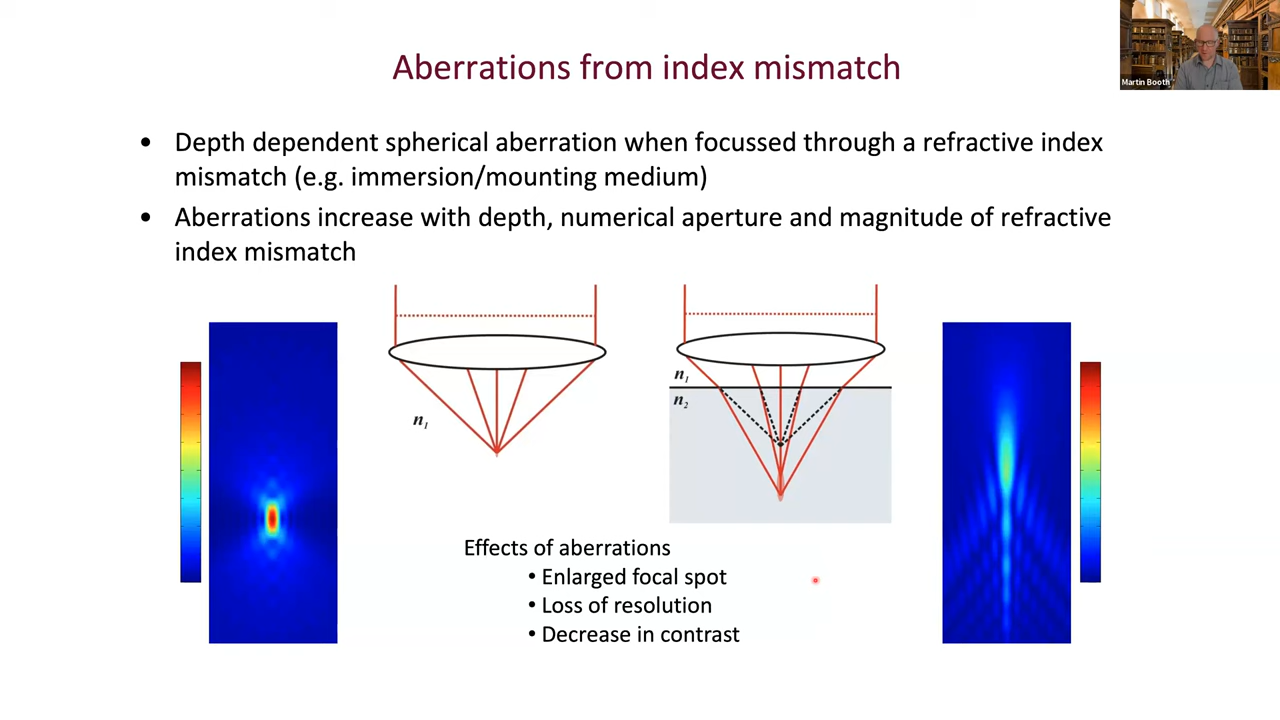 Aberrations from index mismatch
Martin Booth
• Depth dependent spherical aberration when focussed through a refractive index
mismatch (e.g. immersion/mounting medium)
• Aberrations increase with depth, numerical aperture and magnitude of refractive
index mismatch
n1
n1
n2
Effects of aberrations
• Enlarged focal spot
• Loss of resolution
• Decrease in contrast